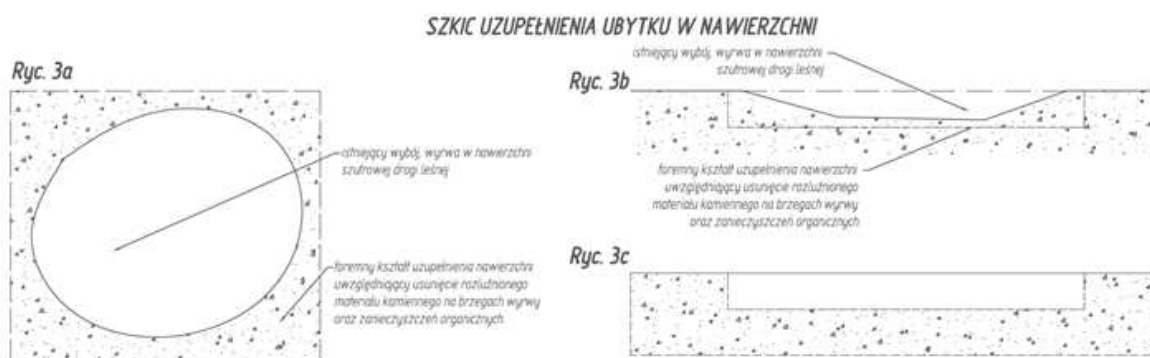 SZKIC UZUPEŁNIENIA UBYTKU W NAWIERZCHNI
Ryc. 3a
istniejący wybój, wyrwa w nawierzchni
szutrowej drogi leśnej
foremny kształt uzupełnienia nawierzchni
uwzględniający usunięcie rozluźnionego
materiału kamiennego na brzegach wyrwy
oraz zanieczyszczeń organicznych
Ryc. 3b
istniejący wybój, wyrwa w nawierzchni
szutrowej drogi leśnej
foremny kształt uzupełnienia nawierzchni
uwzględniający usunięcie rozluźnionego
materiału kamiennego na brzegach wyrwy
oraz zanieczyszczeń organicznych
Ryc. 3c